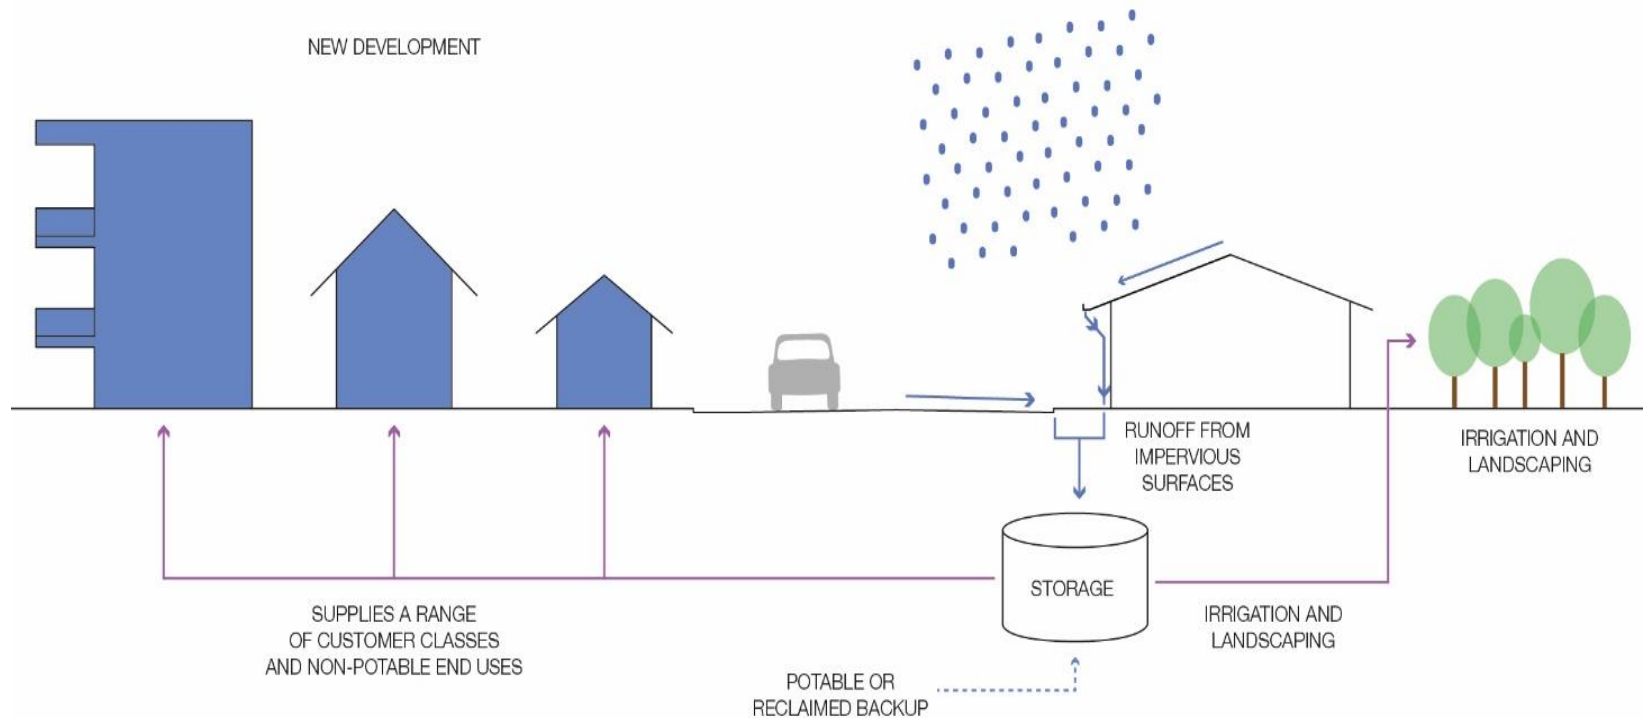 NEW DEVELOPMENT
RUNOFF FROM
IMPERVIOUS
SURFACES
IRRIGATION AND
LANDSCAPING
STORAGE
SUPPLIES A RANGE
OF CUSTOMER CLASSES
AND NON-POTABLE END USES
IRRIGATION AND
LANDSCAPING
POTABLE OR
RECLAIMED BACKUP